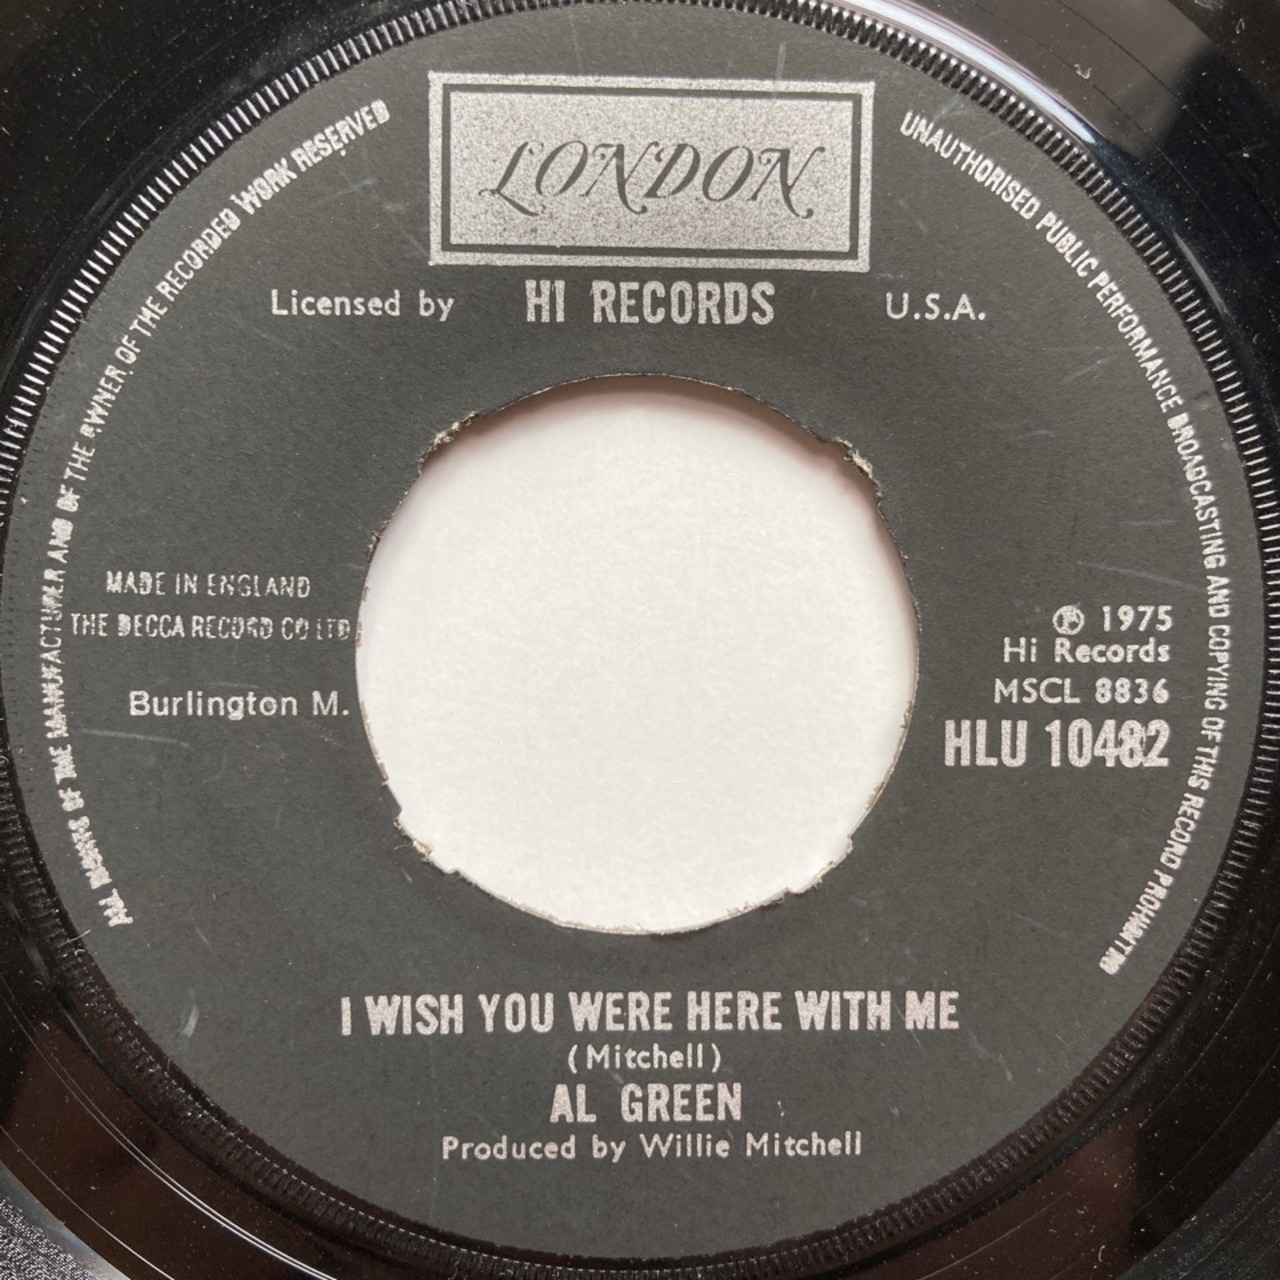 LONDON
Licensed by HI RECORDS U.S.A.
ALL RIGHTS OF THE MANUFACTURER AND OF THE OWNER OF THE RECORDED WORK RESERVED
UNAUTHORISED PUBLIC PERFORMANCE BROADCASTING AND COPYING OF THIS RECORD PROHIBITED
MADE IN ENGLAND
THE DECCA RECORD CO LTD
Burlington M.
℗ 1975
Hi Records
MSCL 8836
HLU 10482
I WISH YOU WERE HERE WITH ME
(Mitchell)
AL GREEN
Produced by Willie Mitchell